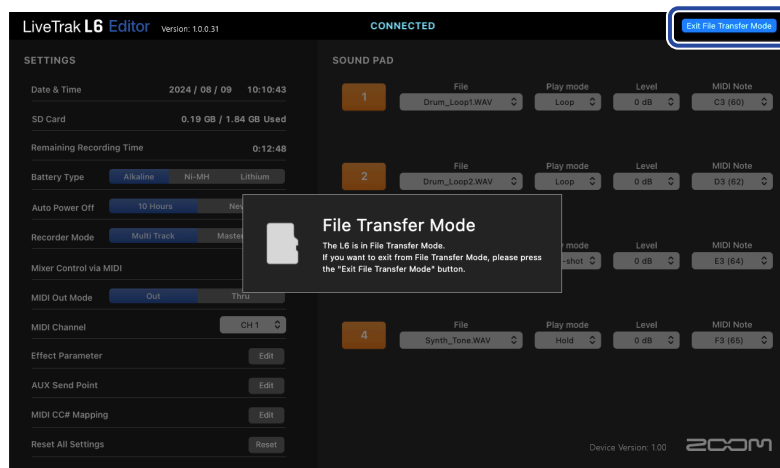 LiveTrak L6 Editor Version: 1.0.0.31
CONNECTED
Exit File Transfer Mode
SETTINGS
Date & Time 2024 / 08 / 09 10:10:43
SD Card 0.19 GB / 1.84 GB Used
Remaining Recording Time 0:12:48
Battery Type Alkaline Ni-MH Lithium
Auto Power Off 10 Hours
Recorder Mode Multi Track
Mixer Control via MIDI
MIDI Out Mode Out Thru
MIDI Channel CH 1
Effect Parameter Edit
AUX Send Point Edit
MIDI CC# Mapping Edit
Reset All Settings Reset
SOUND PAD
File Play mode Level MIDI Note
1 Drum_Loop1.WAV Loop 0 dB C3 (60)
File Play mode Level MIDI Note
2 Drum_Loop2.WAV Loop 0 dB D3 (62)
mode Level MIDI Note
-shot 0 dB E3 (64)
File Play mode Level MIDI Note
4 Synth_Tone.WAV Hold 0 dB F3 (65)
File Transfer Mode
The L6 is in File Transfer Mode.
If you want to exit from File Transfer Mode, please press
the "Exit File Transfer Mode" button.
Device Version: 1.00
ZOOM